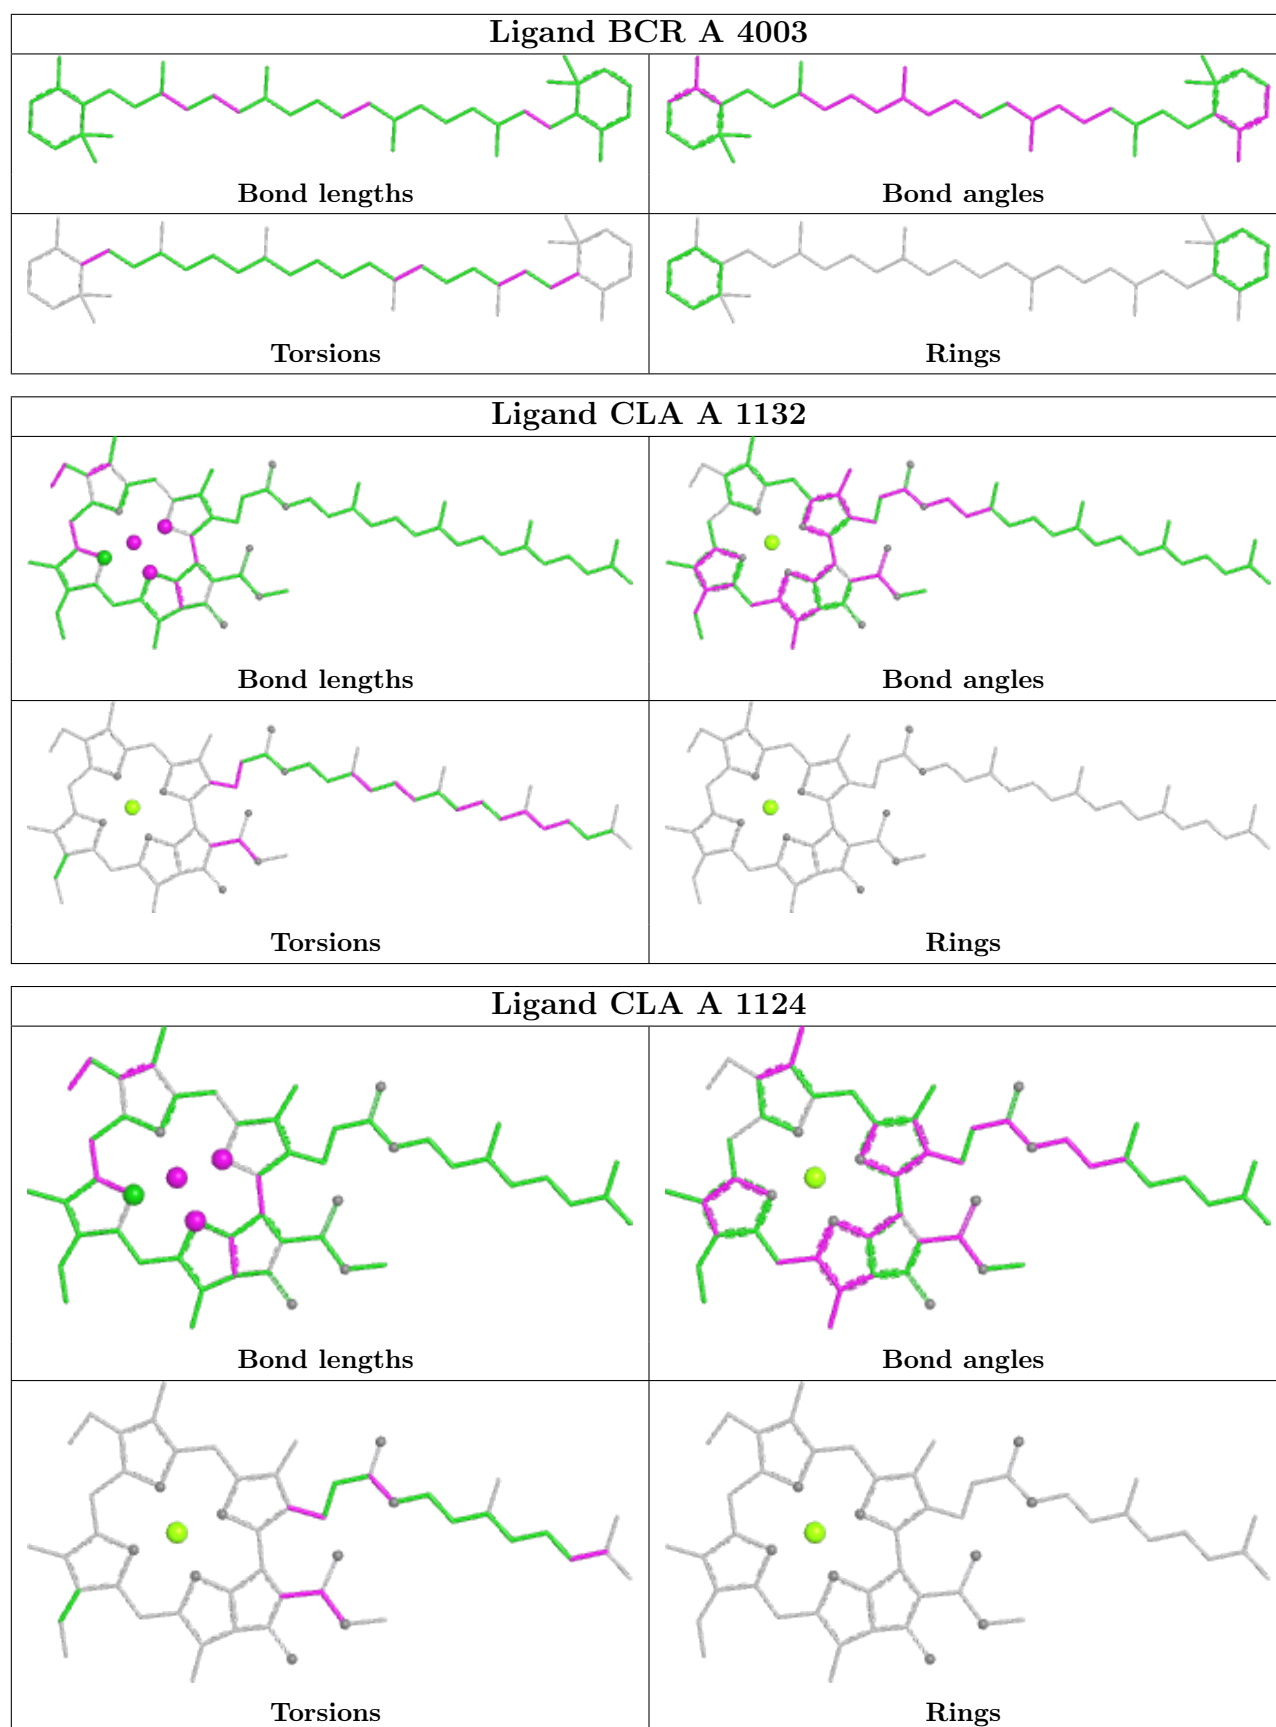 Ligand BCR A 4003
Bond lengths
Bond angles
Torsions
Rings
Ligand CLA A 1132
Bond lengths
Bond angles
Torsions
Rings
Ligand CLA A 1124
Bond lengths
Bond angles
Torsions
Rings